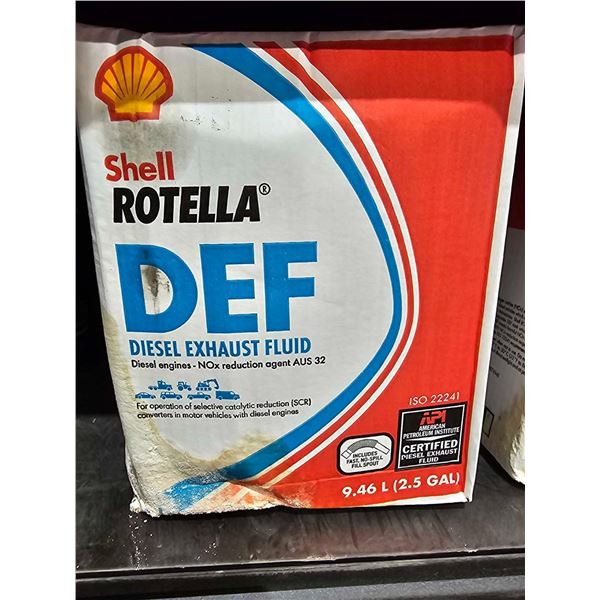 Shell
ROTELLA®
DEF
DIESEL EXHAUST FLUID
Diesel engines - NOx reduction agent AUS 32
For operation of selective catalytic reduction (SCR)
converters in motor vehicles with diesel engines
INCLUDES
FAST, NO-SPILL
FILL SPOUT
ISO 22241
API
AMERICAN
PETROLEUM INSTITUTE
CERTIFIED
DIESEL EXHAUST
FLUID
9.46 L (2.5 GAL)